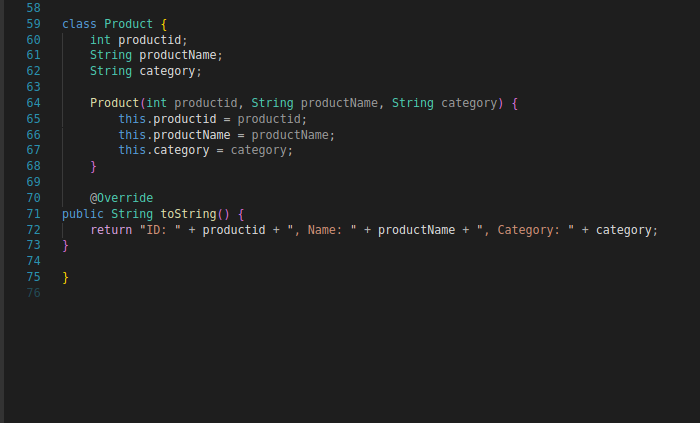 58
59 class Product {
60     int productid;
61     String productName;
62     String category;
63
64     Product(int productid, String productName, String category) {
65         this.productid = productid;
66         this.productName = productName;
67         this.category = category;
68     }
69
70     @Override
71 public String toString() {
72     return "ID: " + productid + ", Name: " + productName + ", Category: " + category;
73 }
74
75 }
76